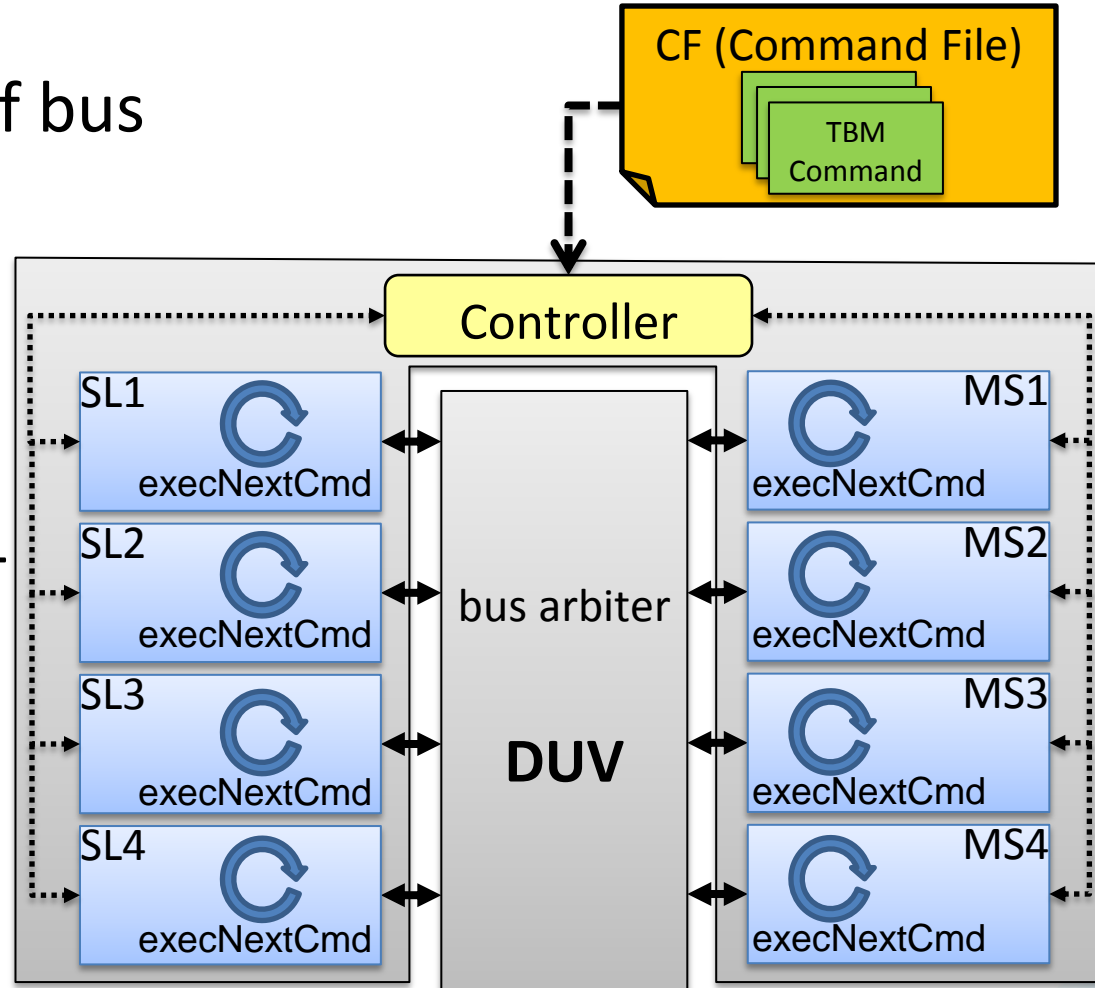 f bus
CF (Command File)
TBM
Command
Controller
SL1
execNextCmd
SL2
execNextCmd
SL3
execNextCmd
SL4
execNextCmd
bus arbiter
DUV
MS1
execNextCmd
MS2
execNextCmd
MS3
execNextCmd
MS4
execNextCmd